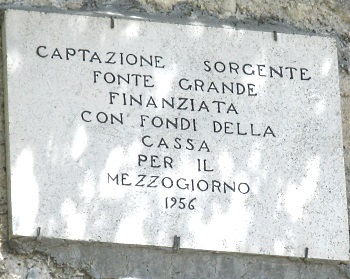 CAPTAZIONE SORGENTE
FONTE GRANDE
FINANZIATA
CON FONDI DELLA
CASSA
PER IL
MEZZOGIORNO
1956